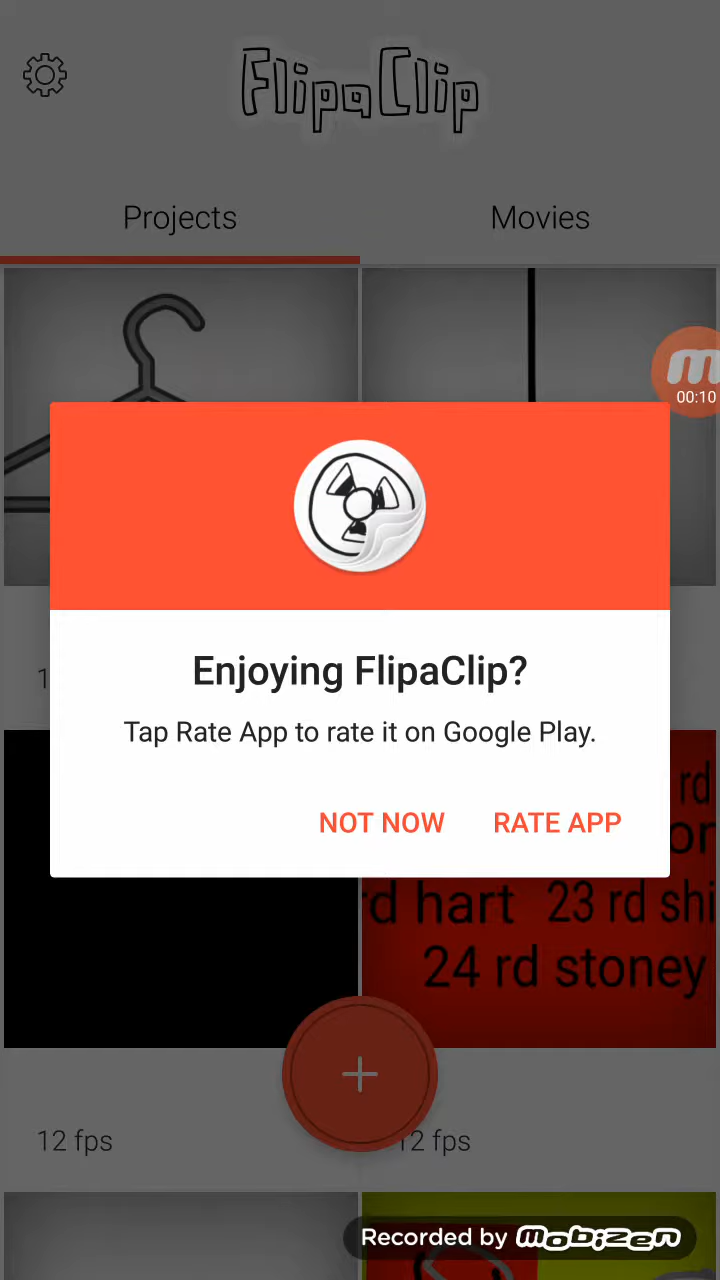 FlipaClip
Projects
Movies
00:10
Enjoying FlipaClip?
Tap Rate App to rate it on Google Play.
NOT NOW
RATE APP
rd
rd hart 23 rd shi
24 rd stoney
12 fps
12 fps
Recorded by mobizen